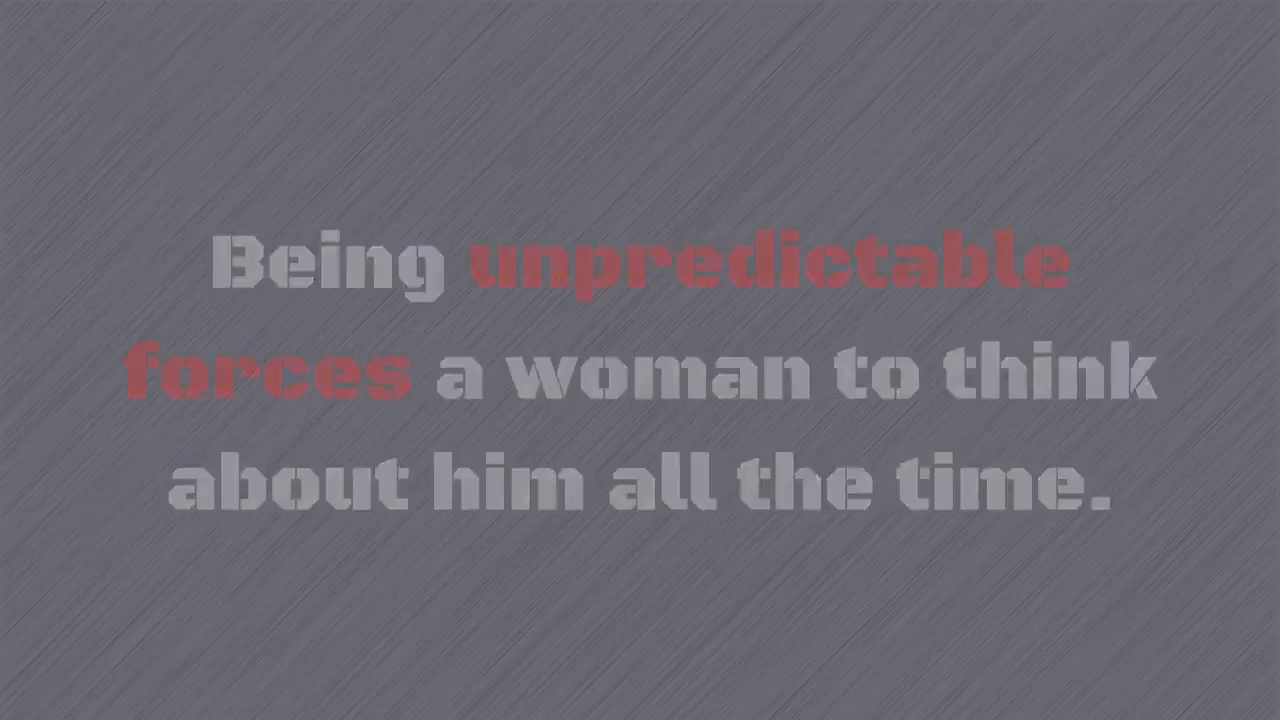 Being unpredictable
forces a woman to think
about him all the time.